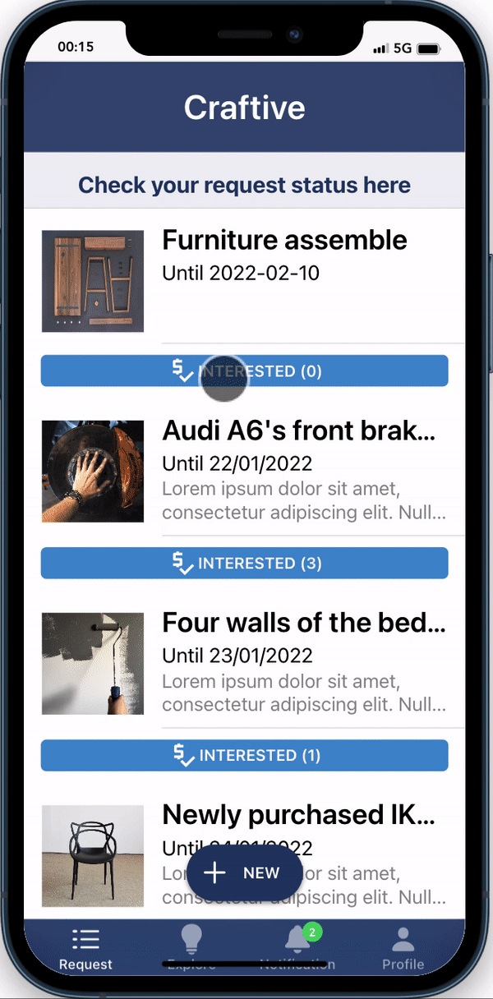 00:15
5G
Craftive
Check your request status here
Furniture assemble
Until 2022-02-10
INTERESTED (0)
Audi A6's front brak...
Until 22/01/2022
Lorem ipsum dolor sit amet,
consectetur adipiscing elit. Null...
INTERESTED (3)
Four walls of the bed...
Until 23/01/2022
Lorem ipsum dolor sit amet,
consectetur adipiscing elit. Null...
INTERESTED (1)
Newly purchased IK...
Until 24/01/2022
Lorem ipsum dolor sit amet,
consectetur adipiscing elit. Null...
NEW
2
Request
Explore
Notification
Profile